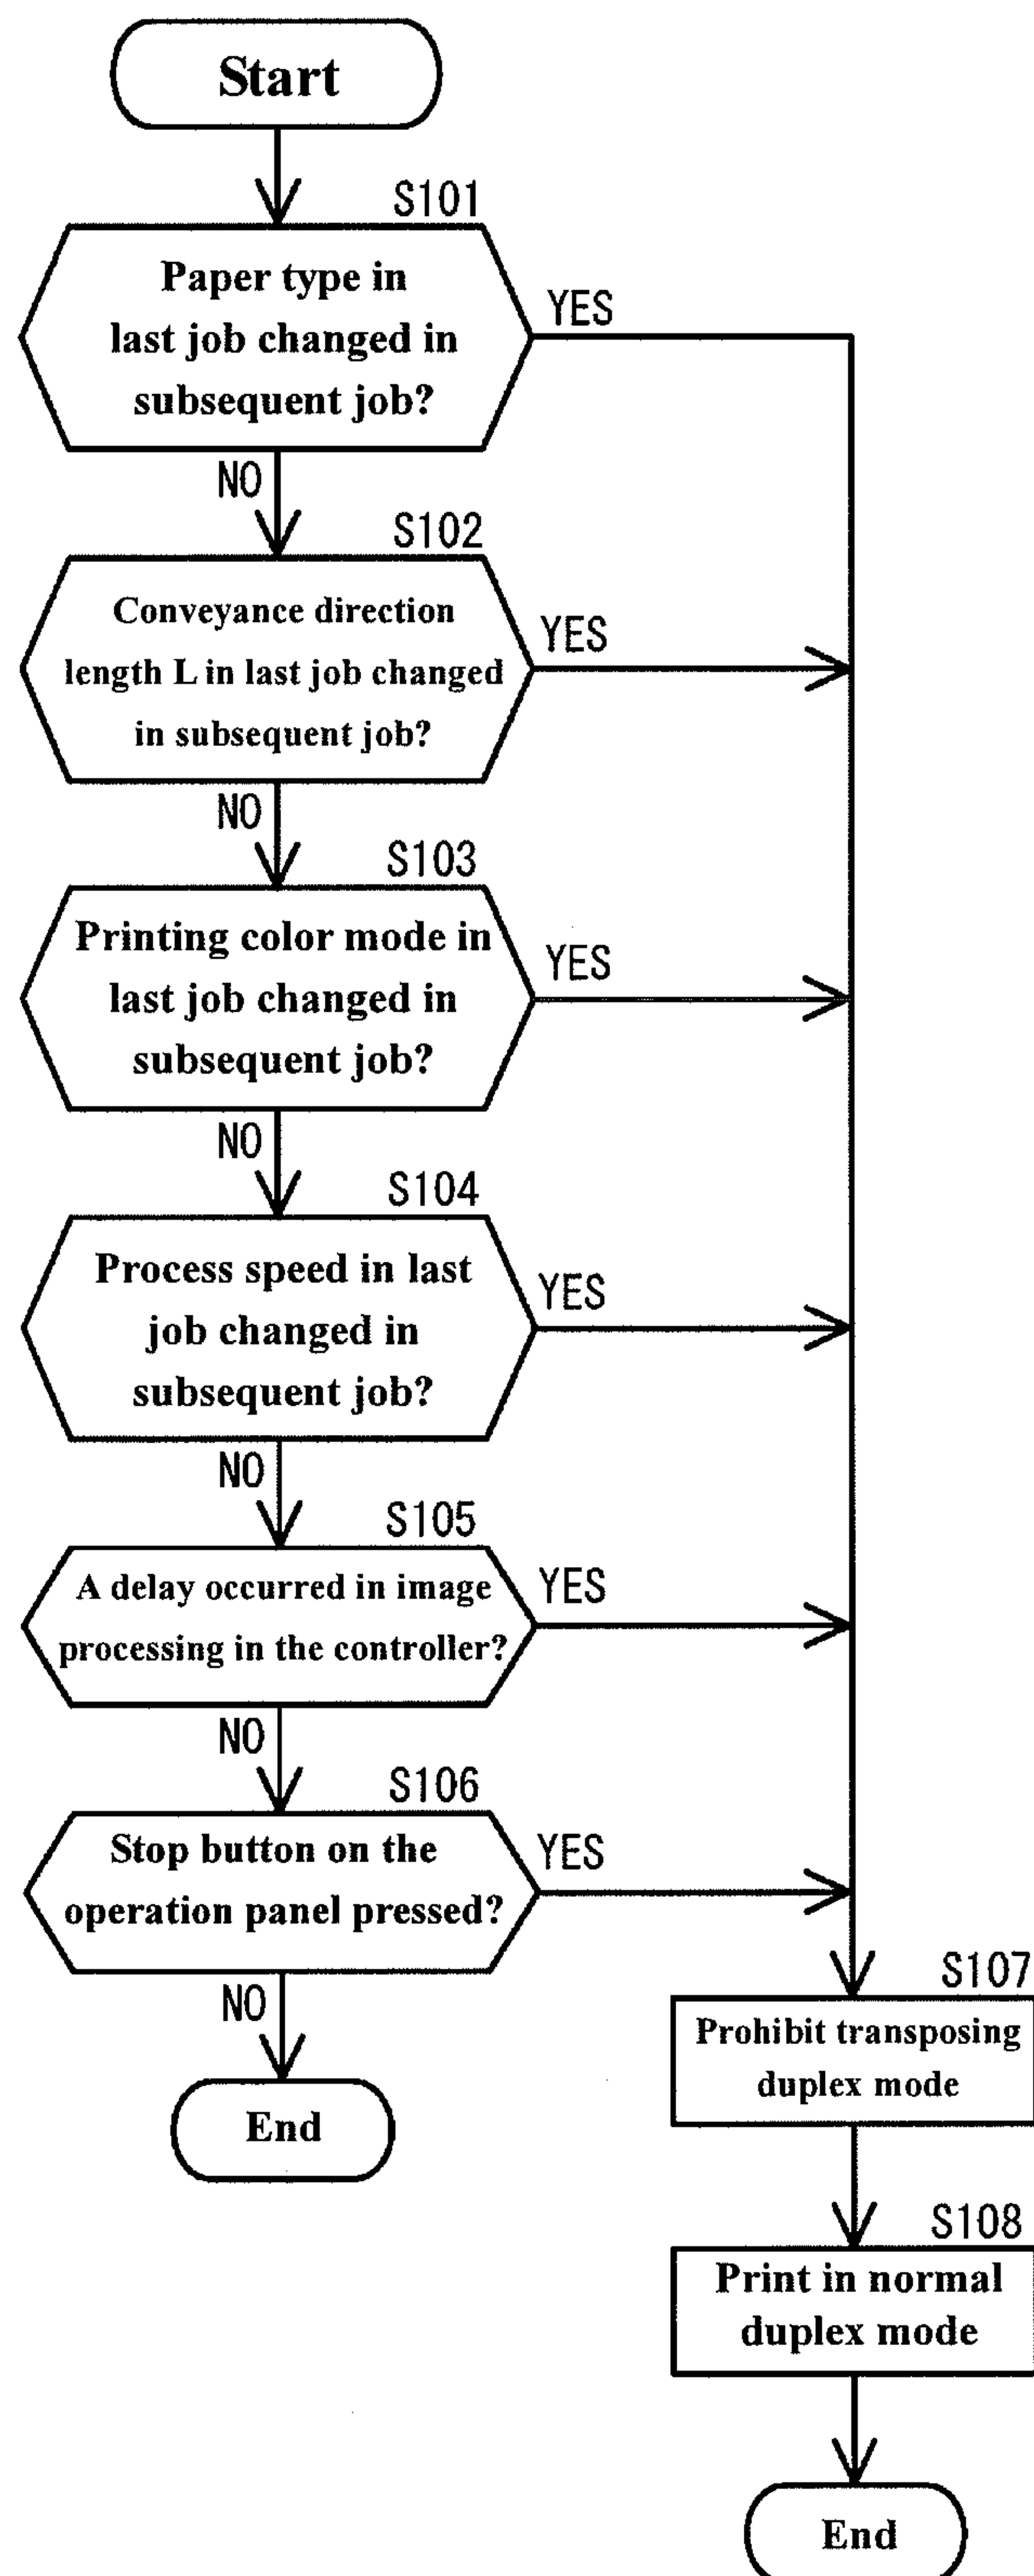 Start
S101
Paper type in
last job changed in
subsequent job?
YES
NO
S102
Conveyance direction
length L in last job changed
in subsequent job?
YES
NO
S103
Printing color mode in
last job changed in
subsequent job?
YES
NO
S104
Process speed in last
job changed in
subsequent job?
YES
NO
S105
A delay occurred in image
processing in the controller?
YES
NO
S106
Stop button on the
operation panel pressed?
YES
NO
End
S107
Prohibit transposing
duplex mode
S108
Print in normal
duplex mode
End